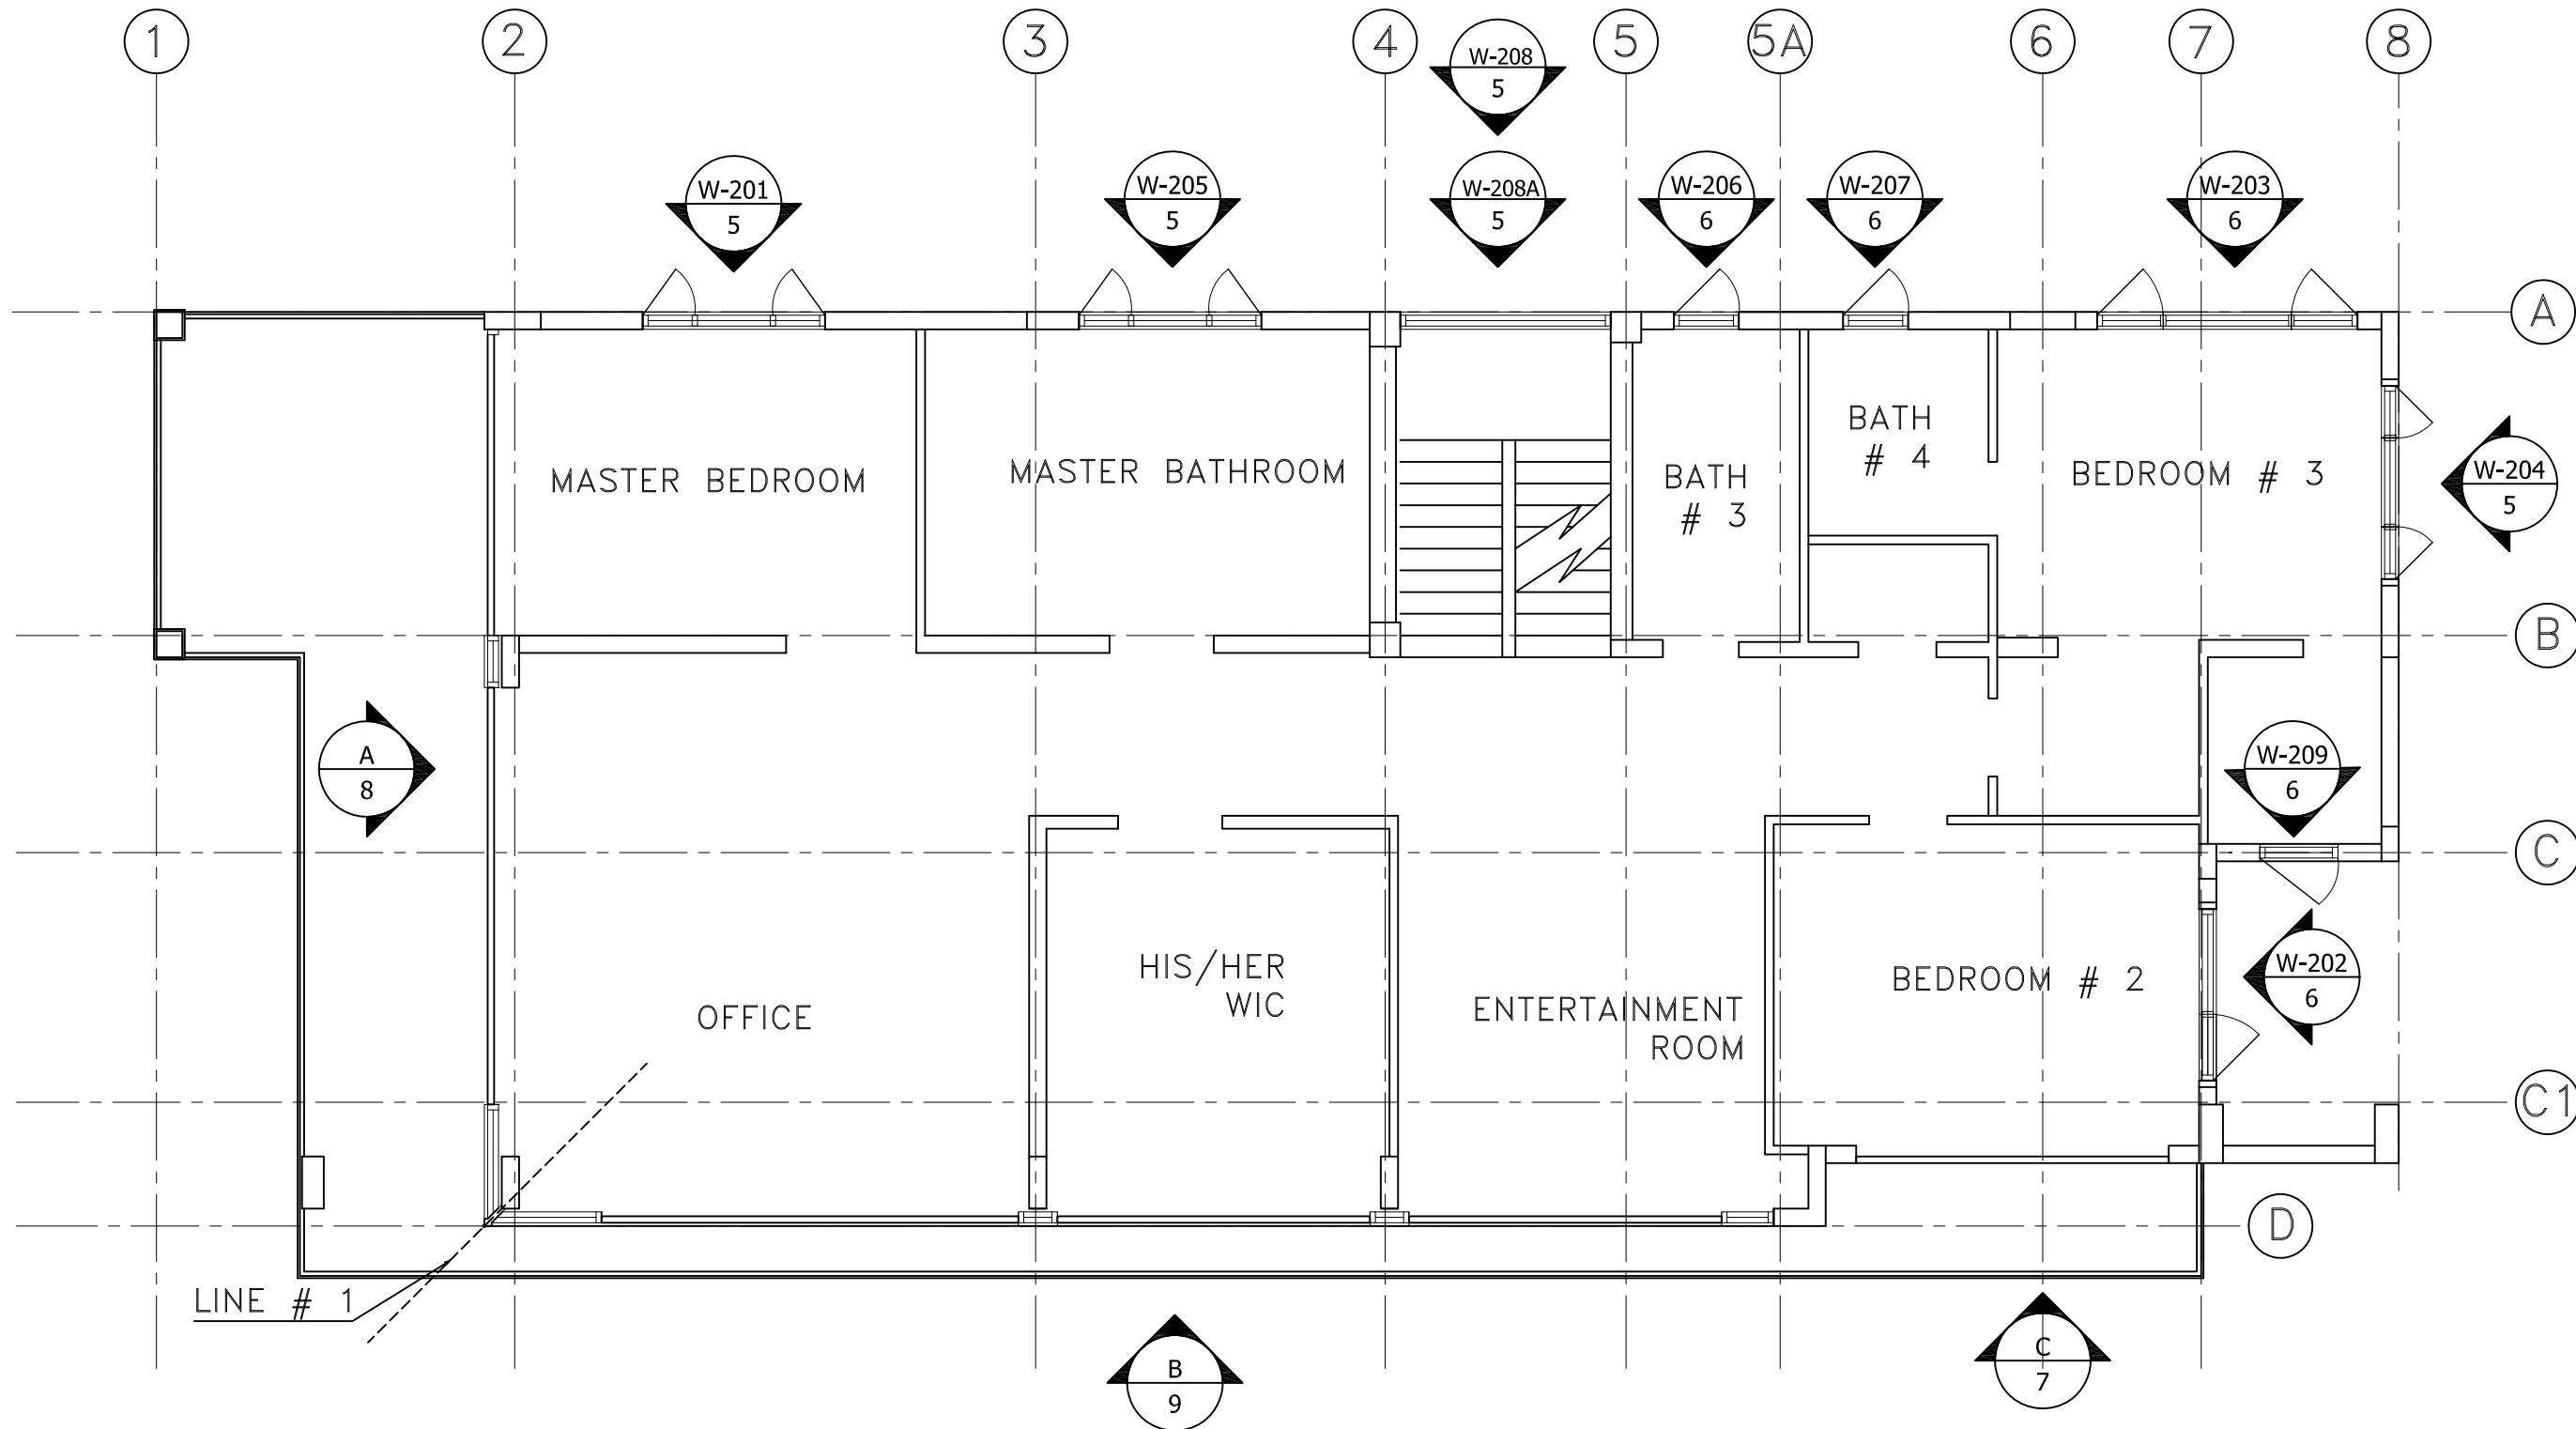 1
2
3
4
5
5A
6
7
8
W-208
5
W-201
5
W-205
5
W-208A
5
W-206
6
W-207
6
W-203
6
A
BATH
# 4
MASTER BEDROOM
MASTER BATHROOM
BATH
# 3
BEDROOM # 3
W-204
5
B
A
8
W-209
6
C
HIS/HER
WIC
OFFICE
ENTERTAINMENT
ROOM
BEDROOM # 2
W-202
6
C1
D
LINE # 1
B
9
C
7